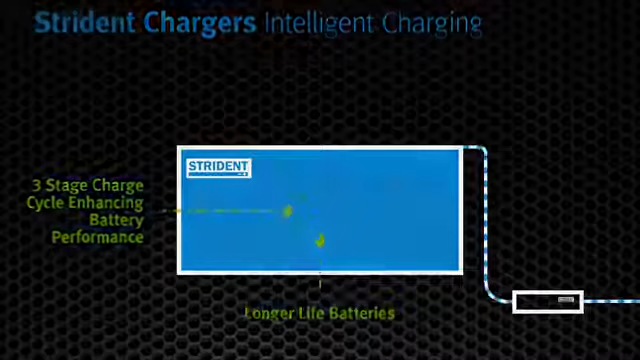 Strident Chargers Intelligent Charging
STRIDENT
3 Stage Charge
Cycle Enhancing
Battery
Performance
Longer Life Batteries